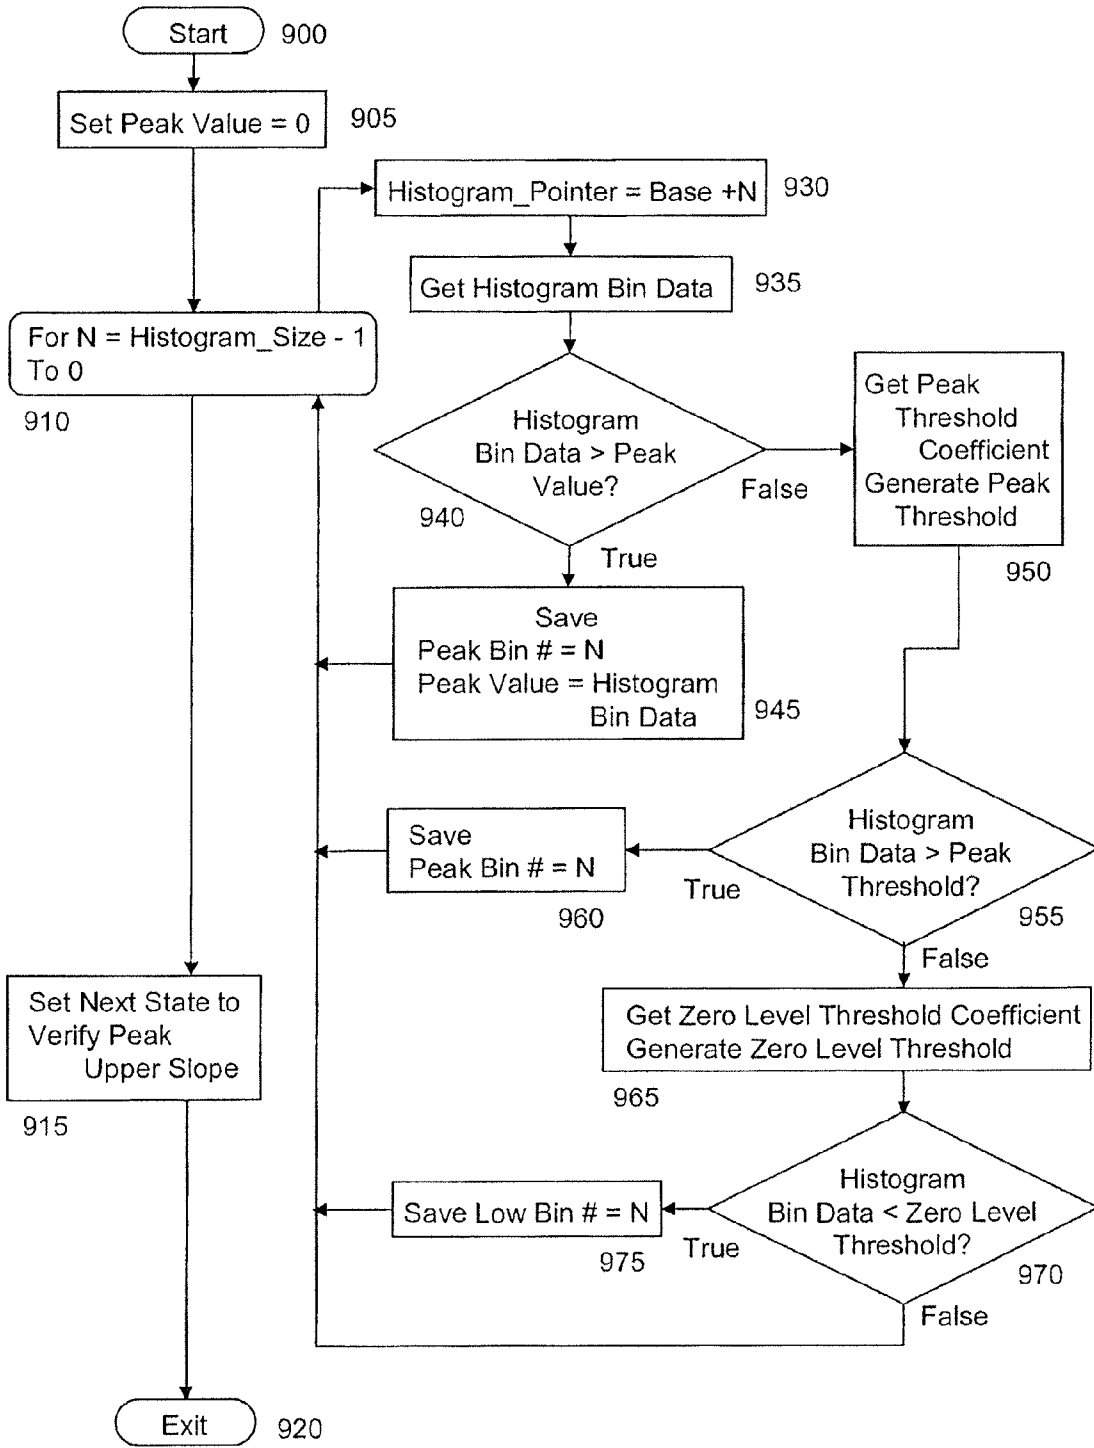 Start
900
Set Peak Value = 0
905
Histogram_Pointer = Base +N
930
Get Histogram Bin Data
935
For N = Histogram_Size - 1
To 0
910
Histogram
Bin Data > Peak
Value?
940
False
True
Get Peak
Threshold
Coefficient
Generate Peak
Threshold
950
Save
Peak Bin # = N
Peak Value = Histogram
Bin Data
945
Histogram
Bin Data > Peak
Threshold?
955
True
False
Save
Peak Bin # = N
960
Get Zero Level Threshold Coefficient
Generate Zero Level Threshold
965
Set Next State to
Verify Peak
Upper Slope
915
Histogram
Bin Data < Zero Level
Threshold?
970
True
False
Save Low Bin # = N
975
Exit
920